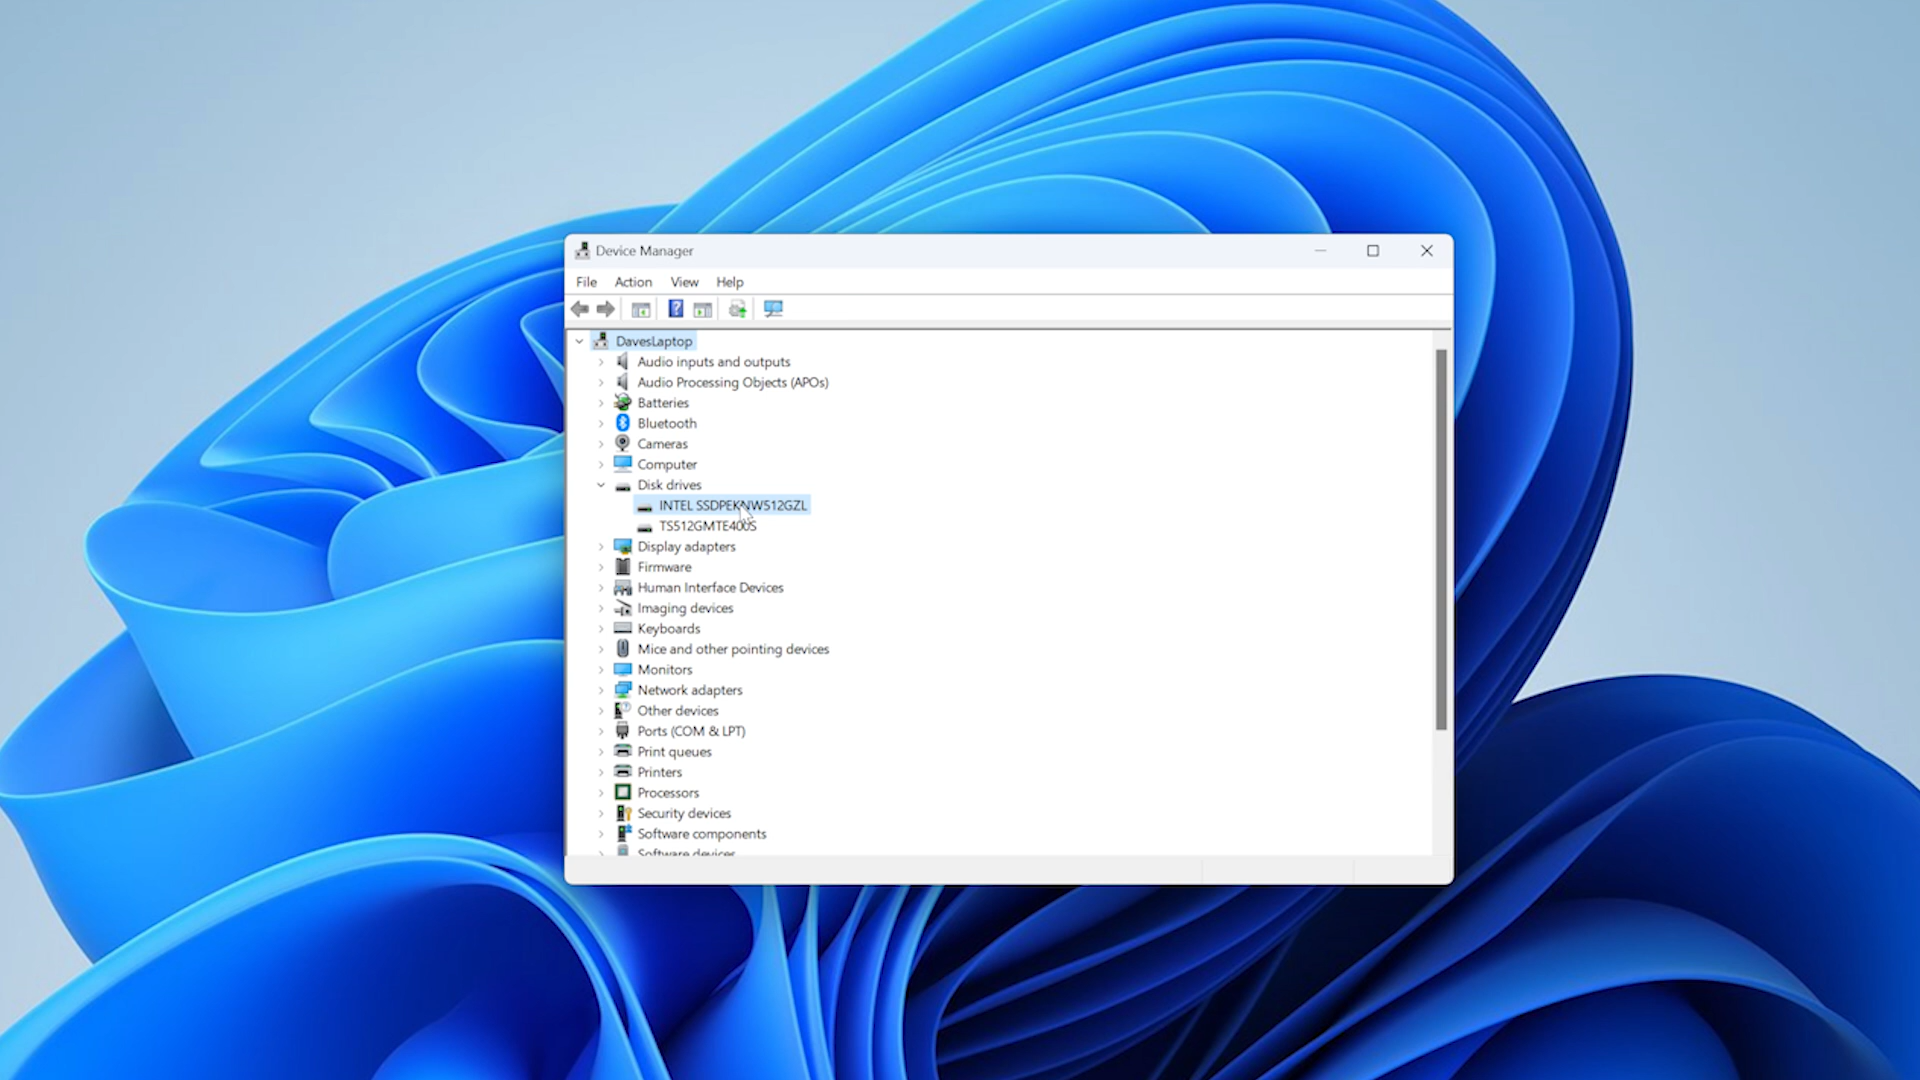 Device Manager
File Action View Help
DavesLaptop
Audio inputs and outputs
Audio Processing Objects (APOs)
Batteries
Bluetooth
Cameras
Computer
Disk drives
INTEL SSDPEKNW512GZL
TS512GMTE400S
Display adapters
Firmware
Human Interface Devices
Imaging devices
Keyboards
Mice and other pointing devices
Monitors
Network adapters
Other devices
Ports (COM & LPT)
Print queues
Printers
Processors
Security devices
Software components
Software devices